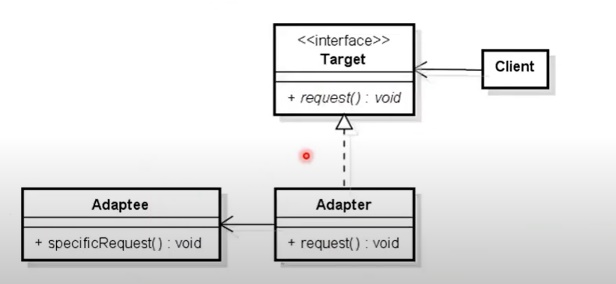 <<interface>>
Target
+ request() : void
Client
Adaptee
+ specificRequest() : void
Adapter
+ request() : void